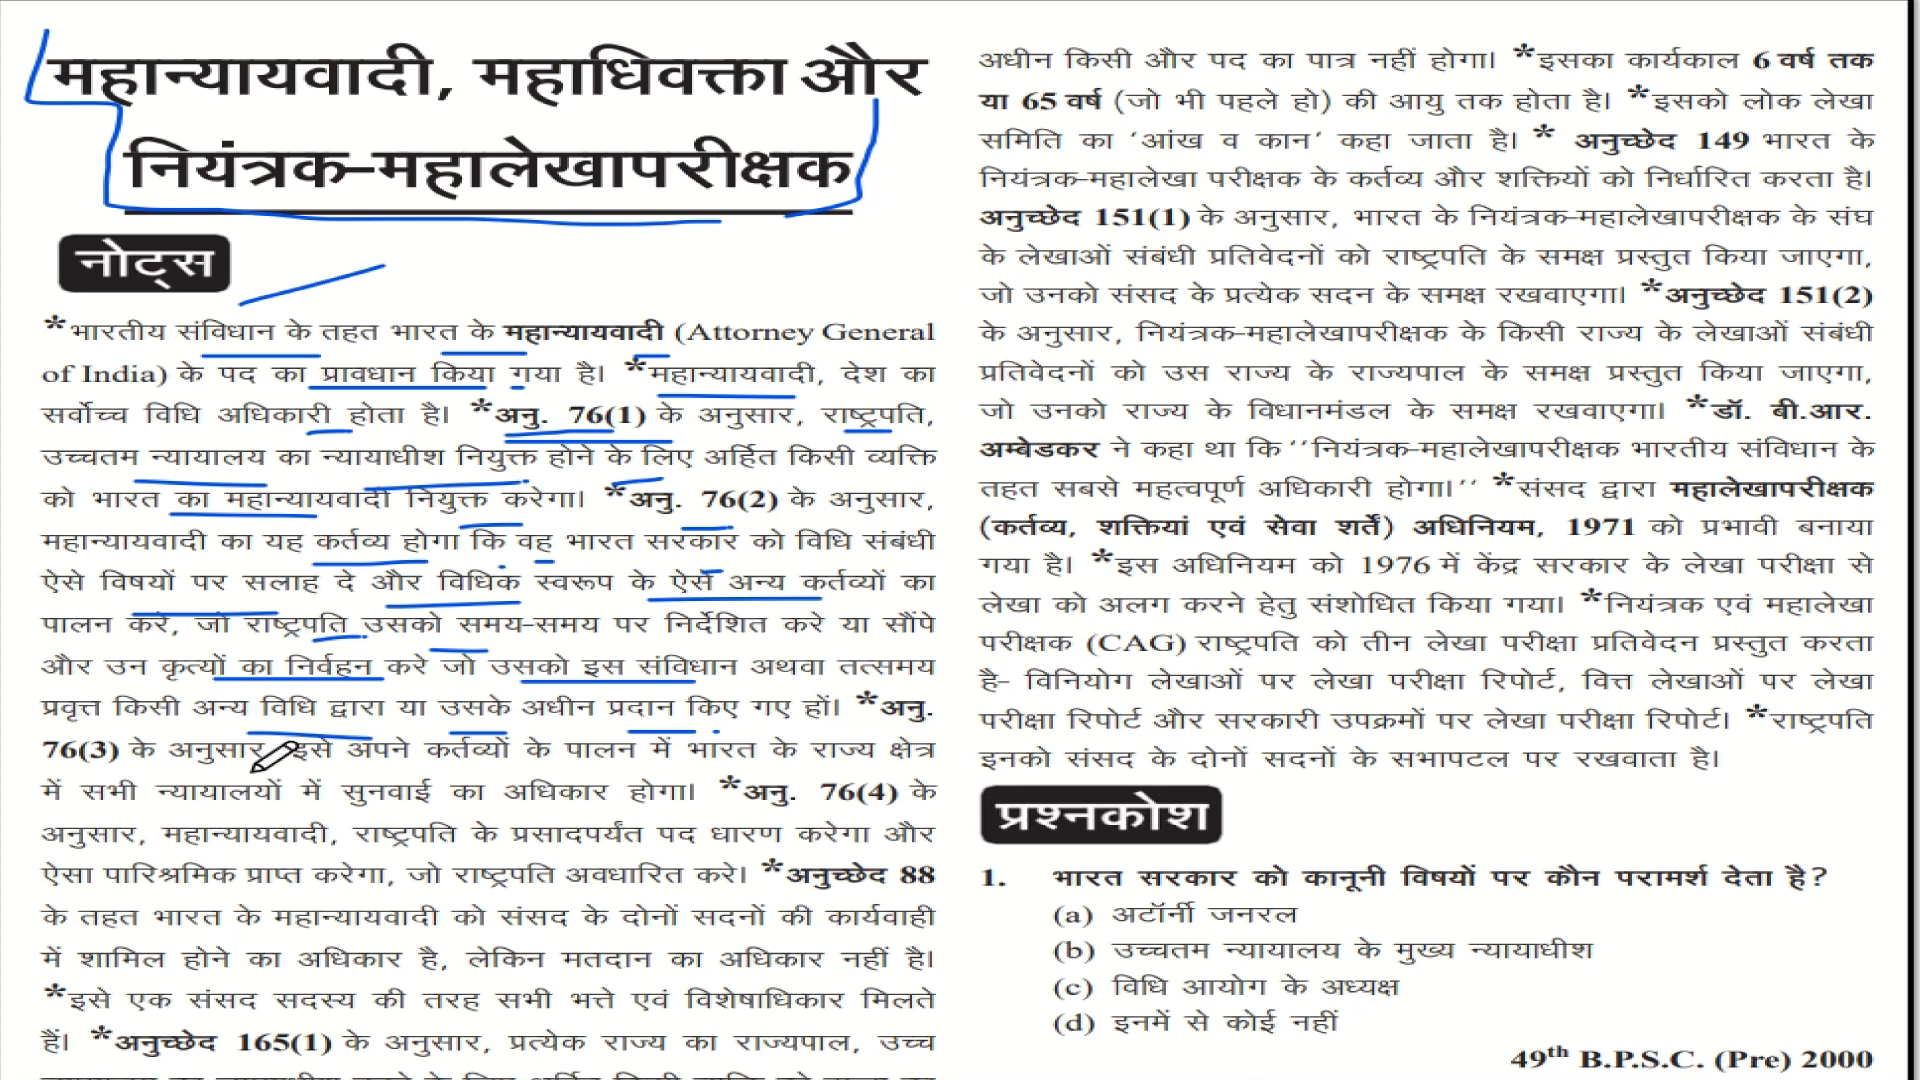 महान्यायवादी, महाधिवक्ता और
नियंत्रक-महालेखापरीक्षक
नोट्स
*भारतीय संविधान के तहत भारत के महान्यायवादी (Attorney General
of India) के पद का प्रावधान किया गया है। *महान्यायवादी, देश का
सर्वोच्च विधि अधिकारी होता है। *अनु. 76(1) के अनुसार, राष्ट्रपति,
उच्चतम न्यायालय का न्यायाधीश नियुक्त होने के लिए अर्हित किसी व्यक्ति
को भारत का महान्यायवादी नियुक्त करेगा। *अनु. 76(2) के अनुसार,
महान्यायवादी का यह कर्तव्य होगा कि वह भारत सरकार को विधि संबंधी
ऐसे विषयों पर सलाह दे और विधिक स्वरूप के ऐसे अन्य कर्तव्यों का
पालन करे, जो राष्ट्रपति उसको समय-समय पर निर्देशित करे या सौंपे
और उन कृत्यों का निर्वहन करे जो उसको इस संविधान अथवा तत्समय
प्रवृत्त किसी अन्य विधि द्वारा या उसके अधीन प्रदान किए गए हों। *अनु.
76(3) के अनुसार, इसे अपने कर्तव्यों के पालन में भारत के राज्य क्षेत्र
में सभी न्यायालयों में सुनवाई का अधिकार होगा। *अनु. 76(4) के
अनुसार, महान्यायवादी, राष्ट्रपति के प्रसादपर्यंत पद धारण करेगा और
ऐसा पारिश्रमिक प्राप्त करेगा, जो राष्ट्रपति अवधारित करे। *अनुच्छेद 88
के तहत भारत के महान्यायवादी को संसद के दोनों सदनों की कार्यवाही
में शामिल होने का अधिकार है, लेकिन मतदान का अधिकार नहीं है।
*इसे एक संसद सदस्य की तरह सभी भत्ते एवं विशेषाधिकार मिलते
हैं। *अनुच्छेद 165(1) के अनुसार, प्रत्येक राज्य का राज्यपाल, उच्च
अधीन किसी और पद का पात्र नहीं होगा। *इसका कार्यकाल 6 वर्ष तक
या 65 वर्ष (जो भी पहले हो) की आयु तक होता है। *इसको लोक लेखा
समिति का 'आंख व कान' कहा जाता है। * अनुच्छेद 149 भारत के
नियंत्रक-महालेखा परीक्षक के कर्तव्य और शक्तियों को निर्धारित करता है।
अनुच्छेद 151(1) के अनुसार, भारत के नियंत्रक-महालेखापरीक्षक के संघ
के लेखाओं संबंधी प्रतिवेदनों को राष्ट्रपति के समक्ष प्रस्तुत किया जाएगा,
जो उनको संसद के प्रत्येक सदन के समक्ष रखवाएगा। *अनुच्छेद 151(2)
के अनुसार, नियंत्रक-महालेखापरीक्षक के किसी राज्य के लेखाओं संबंधी
प्रतिवेदनों को उस राज्य के राज्यपाल के समक्ष प्रस्तुत किया जाएगा,
जो उनको राज्य के विधानमंडल के समक्ष रखवाएगा। *डॉ. बी.आर.
अम्बेडकर ने कहा था कि ''नियंत्रक-महालेखापरीक्षक भारतीय संविधान के
तहत सबसे महत्वपूर्ण अधिकारी होगा।'' *संसद द्वारा महालेखापरीक्षक
(कर्तव्य, शक्तियां एवं सेवा शर्तें) अधिनियम, 1971 को प्रभावी बनाया
गया है। *इस अधिनियम को 1976 में केंद्र सरकार के लेखा परीक्षा से
लेखा को अलग करने हेतु संशोधित किया गया। *नियंत्रक एवं महालेखा
परीक्षक (CAG) राष्ट्रपति को तीन लेखा परीक्षा प्रतिवेदन प्रस्तुत करता
है- विनियोग लेखाओं पर लेखा परीक्षा रिपोर्ट, वित्त लेखाओं पर लेखा
परीक्षा रिपोर्ट और सरकारी उपक्रमों पर लेखा परीक्षा रिपोर्ट। *राष्ट्रपति
इनको संसद के दोनों सदनों के सभापटल पर रखवाता है।
प्रश्नकोश
1. भारत सरकार को कानूनी विषयों पर कौन परामर्श देता है?
(a) अटॉर्नी जनरल
(b) उच्चतम न्यायालय के मुख्य न्यायाधीश
(c) विधि आयोग के अध्यक्ष
(d) इनमें से कोई नहीं
49th B.P.S.C. (Pre) 2000